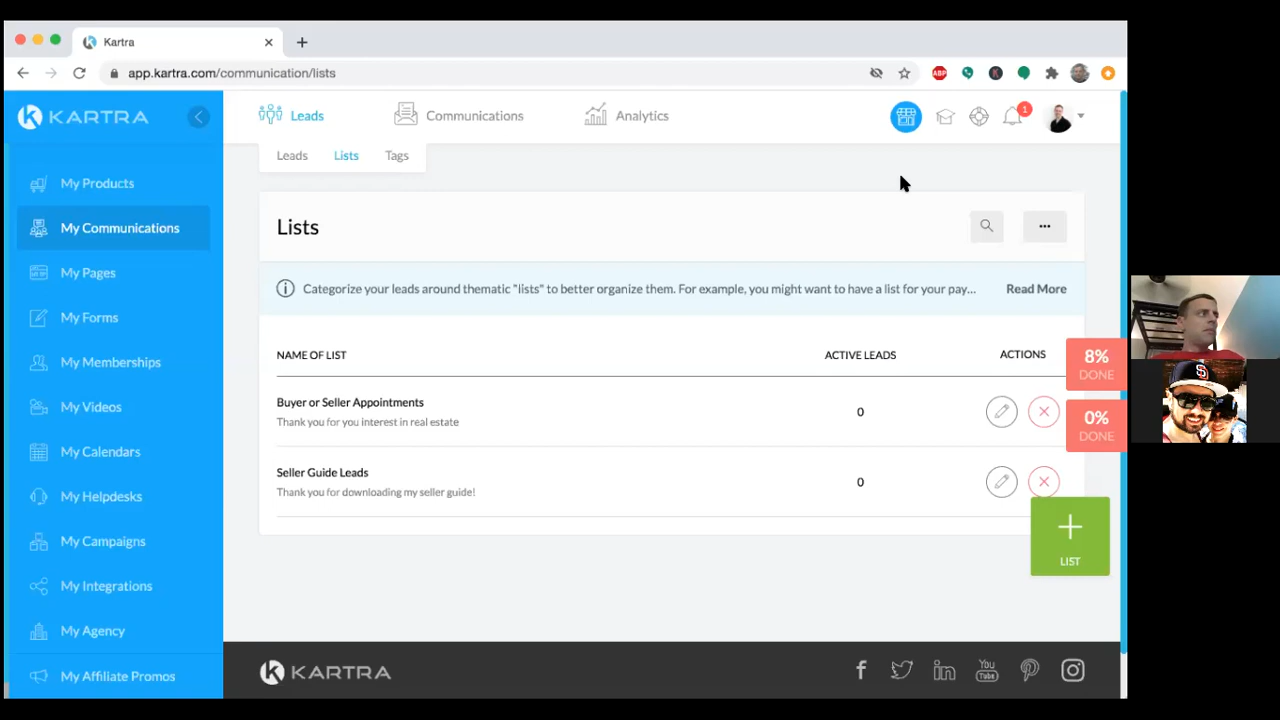 Kartra
app.kartra.com/communication/lists
ABP
KARTRA
Leads
Communications
Analytics
1
Leads
Lists
Tags
My Products
My Communications
My Pages
My Forms
My Memberships
My Videos
My Calendars
My Helpdesks
My Campaigns
My Integrations
My Agency
My Affiliate Promos
Lists
Categorize your leads around thematic "lists" to better organize them. For example, you might want to have a list for your pay...
Read More
NAME OF LIST
ACTIVE LEADS
ACTIONS
Buyer or Seller Appointments
Thank you for you interest in real estate
0
Seller Guide Leads
Thank you for downloading my seller guide!
0
8%
DONE
0%
DONE
LIST
KARTRA
You
Tube